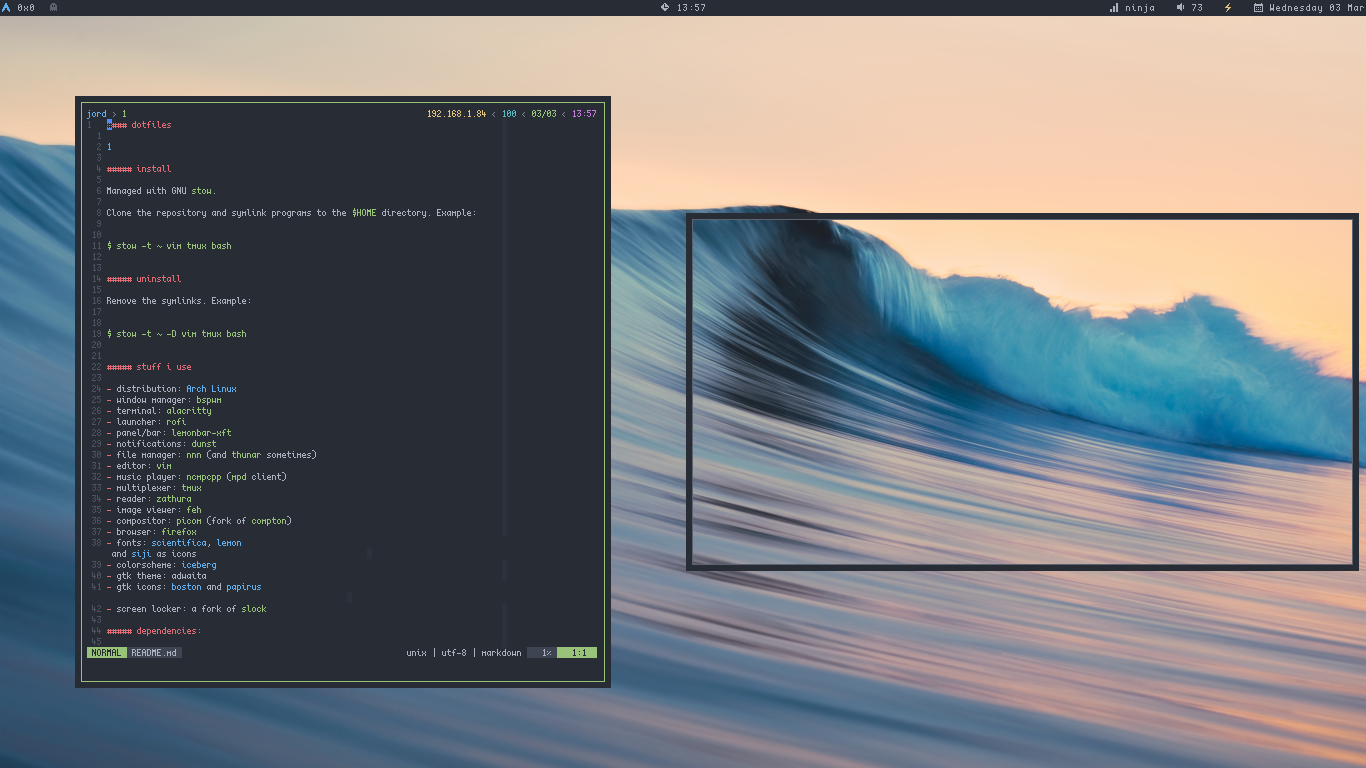 0x0
13:57
ninja 73 Wednesday 03 Mar
jord › 1 192.168.1.84 ‹ 100 ‹ 03/03 ‹ 13:57
1 #### dotfiles
1
2 1
3
4 ##### install
5
6 Managed with GNU stow.
7
8 Clone the repository and symlink programs to the $HOME directory. Example:
9
10
11 $ stow -t ~ vim tmux bash
12
13
14 ##### uninstall
15
16 Remove the symlinks. Example:
17
18
19 $ stow -t ~ -D vim tmux bash
20
21
22 ##### stuff i use
23
24 - distribution: Arch Linux
25 - window manager: bspwm
26 - terminal: alacritty
27 - launcher: rofi
28 - panel/bar: lemonbar-xft
29 - notifications: dunst
30 - file manager: nnn (and thunar sometimes)
31 - editor: vim
32 - music player: ncmpcpp (mpd client)
33 - multiplexer: tmux
34 - reader: zathura
35 - image viewer: feh
36 - compositor: picom (fork of compton)
37 - browser: firefox
38 - fonts: scientifica, lemon
and siji as icons
39 - colorscheme: iceberg
40 - gtk theme: adwaita
41 - gtk icons: boston and papirus
42 - screen locker: a fork of slock
43
44 ##### dependencies:
45
NORMAL README.md unix | utf-8 | markdown 1% 1:1